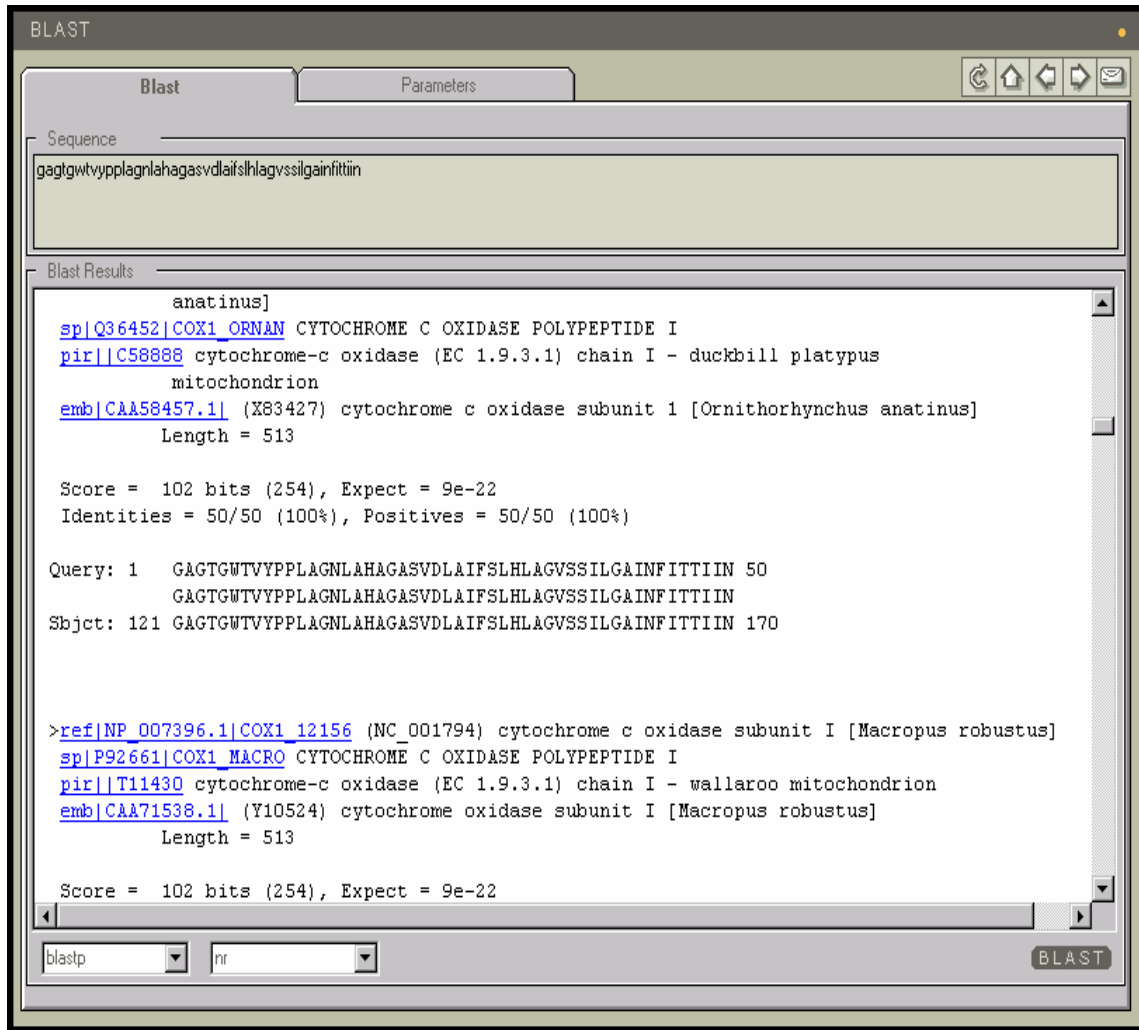 BLAST
Blast
Parameters
Sequence
gagtgwtvypplagnlahagasvdlaifslhlagvssilgainfittiin
Blast Results
anatinus]
sp|Q36452|COX1_ORNAN CYTOCHROME C OXIDASE POLYPEPTIDE I
pir||C58888 cytochrome-c oxidase (EC 1.9.3.1) chain I - duckbill platypus
mitochondrion
emb|CAA58457.1| (X83427) cytochrome c oxidase subunit 1 [Ornithorhynchus anatinus]
Length = 513
Score = 102 bits (254), Expect = 9e-22
Identities = 50/50 (100%), Positives = 50/50 (100%)
Query: 1 GAGTGWTVYPPLAGNLAHAGASVDLAIFSLHLAGVSSILGAINFITTIIN 50
GAGTGWTVYPPLAGNLAHAGASVDLAIFSLHLAGVSSILGAINFITTIIN
Sbjct: 121 GAGTGWTVYPPLAGNLAHAGASVDLAIFSLHLAGVSSILGAINFITTIIN 170
>ref|NP_007396.1|COX1_12156 (NC_001794) cytochrome c oxidase subunit I [Macropus robustus]
sp|P92661|COX1_MACRO CYTOCHROME C OXIDASE POLYPEPTIDE I
pir||T11430 cytochrome-c oxidase (EC 1.9.3.1) chain I - wallaroo mitochondrion
emb|CAA71538.1| (Y10524) cytochrome oxidase subunit I [Macropus robustus]
Length = 513
Score = 102 bits (254), Expect = 9e-22
blastp
nr
BLAST